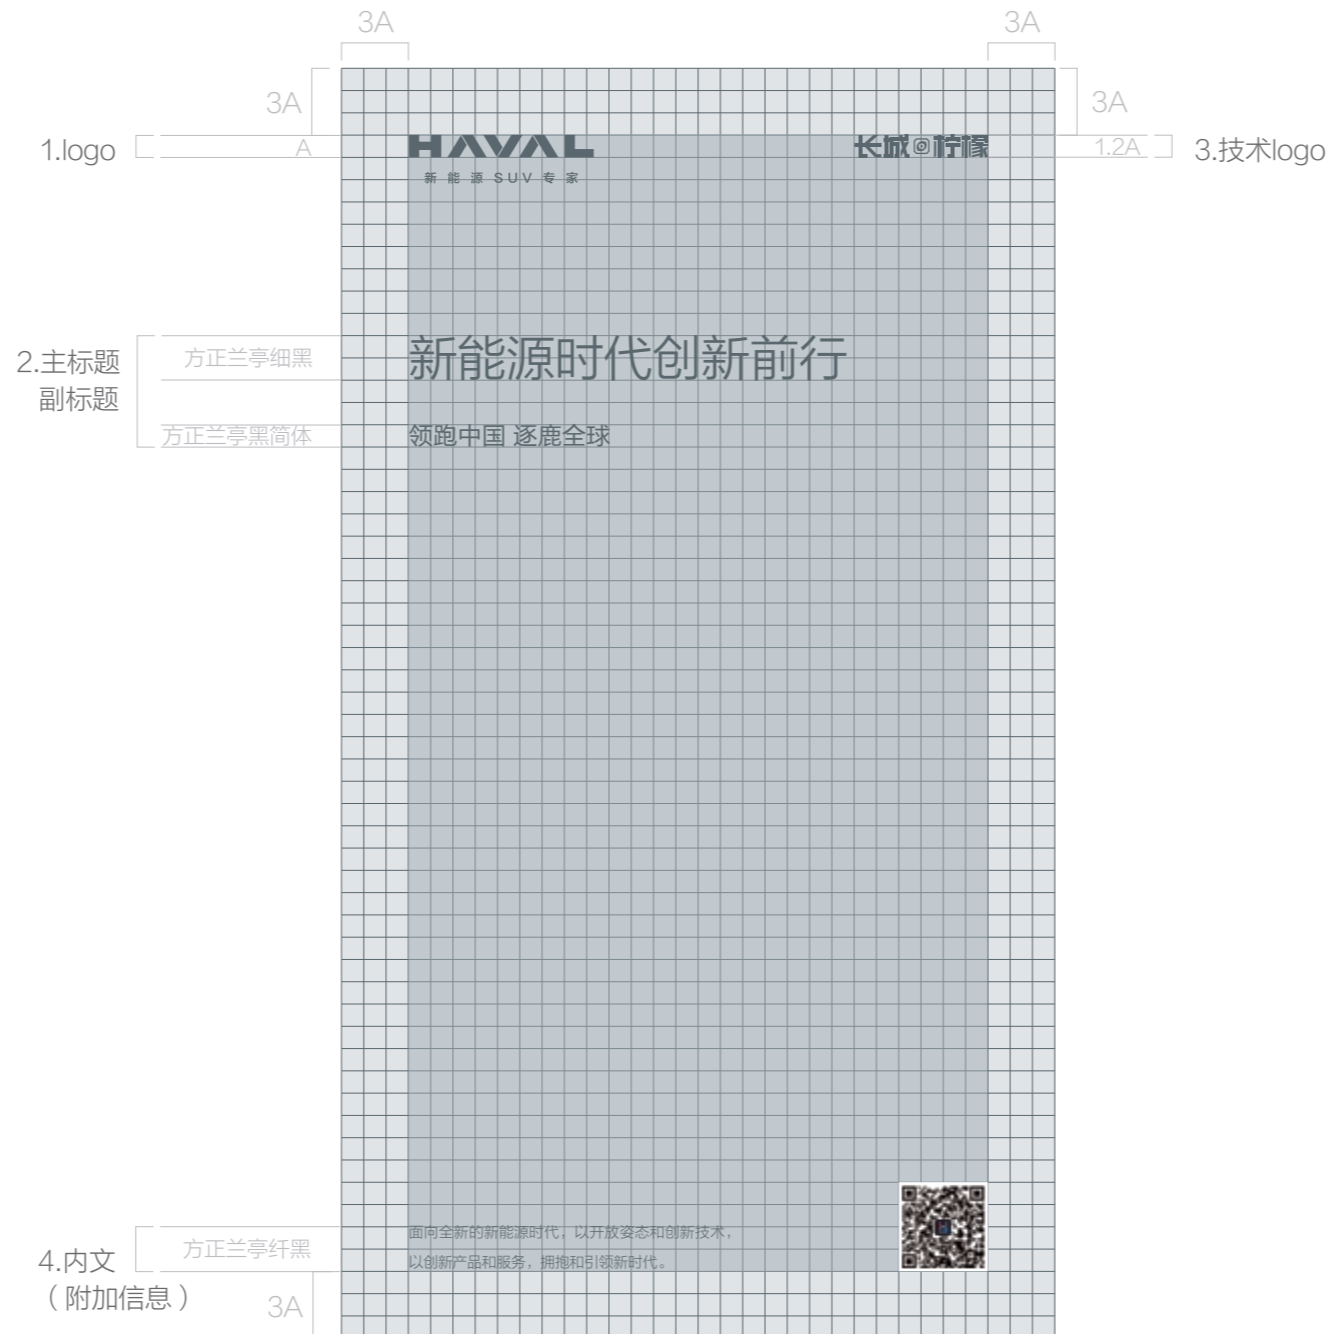 3A
3A
3A
3A
1.logo
A
HAVAL
长城柠檬
1.2A
3.技术logo
新能源SUV专家
2.主标题
副标题
方正兰亭细黑
新能源时代创新前行
方正兰亭黑简体
领跑中国 逐鹿全球
4.内文
（附加信息）
方正兰亭纤黑
面向全新的新能源时代，以开放姿态和创新技术，
以创新产品和服务，拥抱和引领新时代。
3A